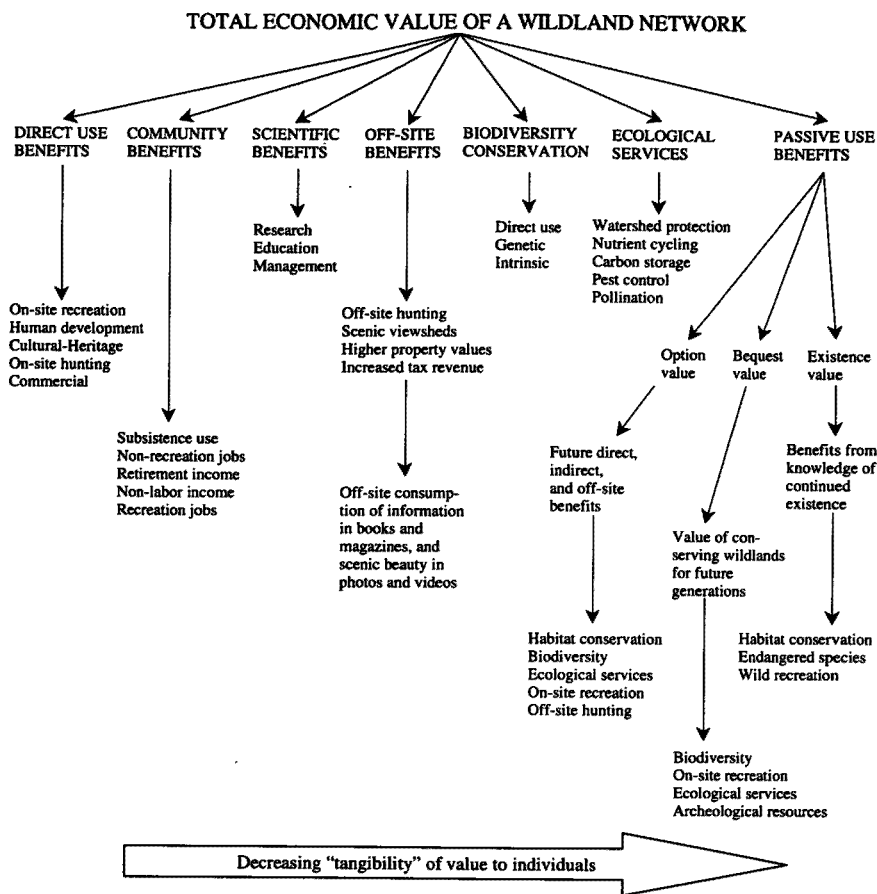 TOTAL ECONOMIC VALUE OF A WILDLAND NETWORK
DIRECT USE
BENEFITS
COMMUNITY
BENEFITS
SCIENTIFIC
BENEFITS
OFF-SITE
BENEFITS
BIODIVERSITY
CONSERVATION
ECOLOGICAL
SERVICES
PASSIVE USE
BENEFITS
On-site recreation
Human development
Cultural-Heritage
On-site hunting
Commercial
Subsistence use
Non-recreation jobs
Retirement income
Non-labor income
Recreation jobs
Research
Education
Management
Off-site hunting
Scenic viewsheds
Higher property values
Increased tax revenue
Off-site consump-
tion of information
in books and
magazines, and
scenic beauty in
photos and videos
Direct use
Genetic
Intrinsic
Watershed protection
Nutrient cycling
Carbon storage
Pest control
Pollination
Option
value
Bequest
value
Existence
value
Future direct,
indirect,
and off-site
benefits
Habitat conservation
Biodiversity
Ecological services
On-site recreation
Off-site hunting
Value of con-
serving wildlands
for future
generations
Biodiversity
On-site recreation
Ecological services
Archeological resources
Benefits from
knowledge of
continued
existence
Habitat conservation
Endangered species
Wild recreation
Decreasing "tangibility" of value to individuals